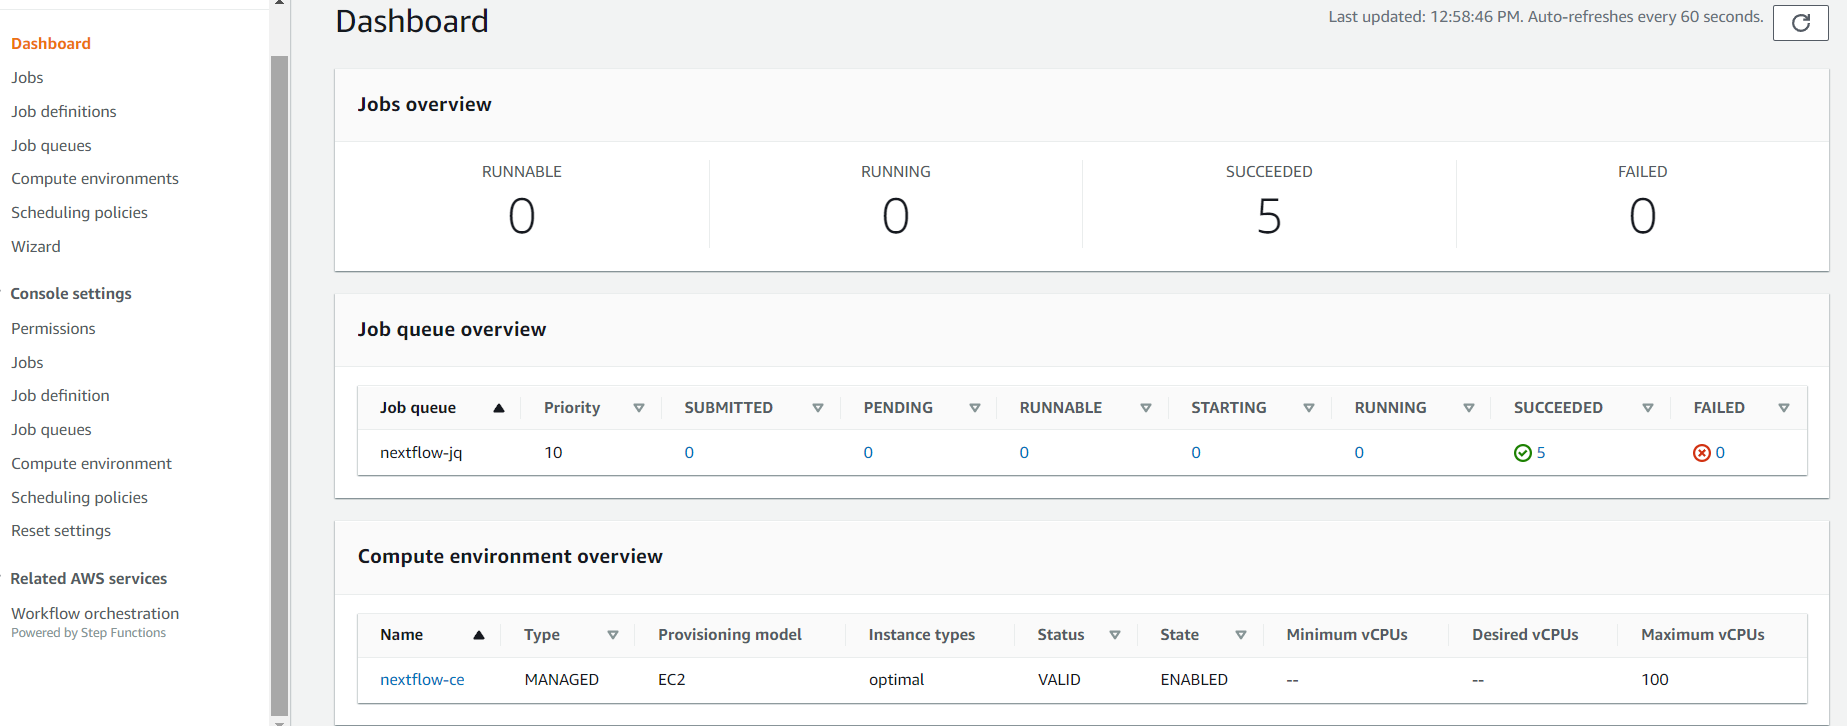 Dashboard
Jobs
Job definitions
Job queues
Compute environments
Scheduling policies
Wizard
Console settings
Permissions
Jobs
Job definition
Job queues
Compute environment
Scheduling policies
Reset settings
Related AWS services
Workflow orchestration
Powered by Step Functions
Dashboard
Last updated: 12:58:46 PM. Auto-refreshes every 60 seconds.
Jobs overview
RUNNABLE RUNNING SUCCEEDED FAILED
0 0 5 0
Job queue overview
Job queue Priority SUBMITTED PENDING RUNNABLE STARTING RUNNING SUCCEEDED FAILED
nextflow-jq 10 0 0 0 0 0 5 0
Compute environment overview
Name Type Provisioning model Instance types Status State Minimum vCPUs Desired vCPUs Maximum vCPUs
nextflow-ce MANAGED EC2 optimal VALID ENABLED -- -- 100